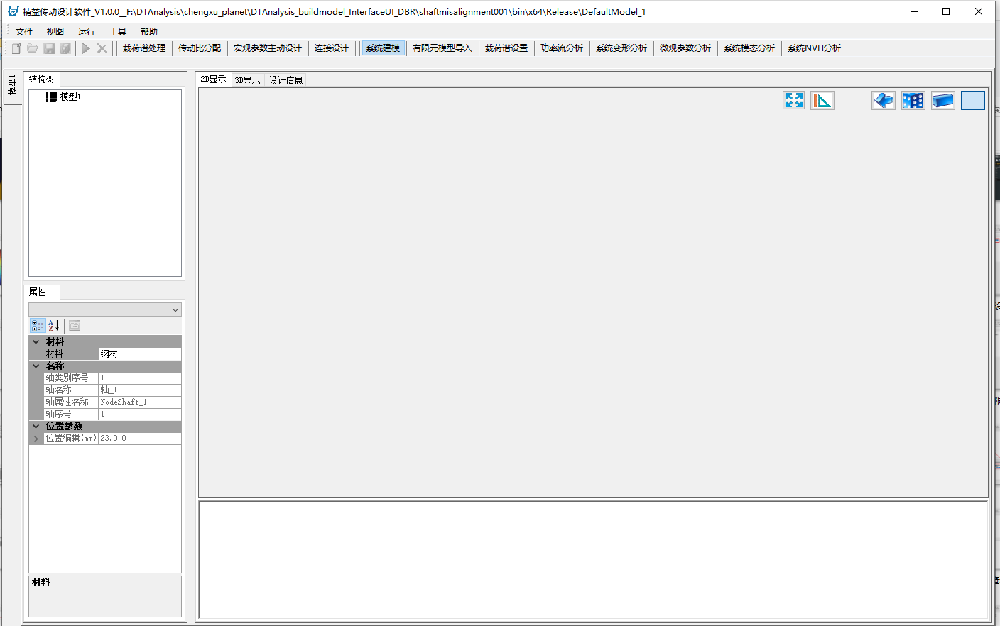 精益传动设计软件_V1.0.0__F:\DTAnalysis\chengxu_planet\DTAnalysis_buildmodel_InterfaceUI_DBR\shaftmisalignment001\bin\x64\Release\DefaultModel_1
文件 视图 运行 工具 帮助
载荷谱处理 传动比分配 宏观参数主动设计 连接设计 系统建模 有限元模型导入 载荷谱设置 功率流分析 系统变形分析 微观参数分析 系统模态分析 系统NVH分析
模型1
结构树
模型1
2D显示 3D显示 设计信息
属性
材料
材料 钢材
名称
轴类别序号 1
轴名称 轴_1
轴属性名称 NodeShaft_1
轴序号 1
位置参数
位置编辑(mm) 23,0,0
材料